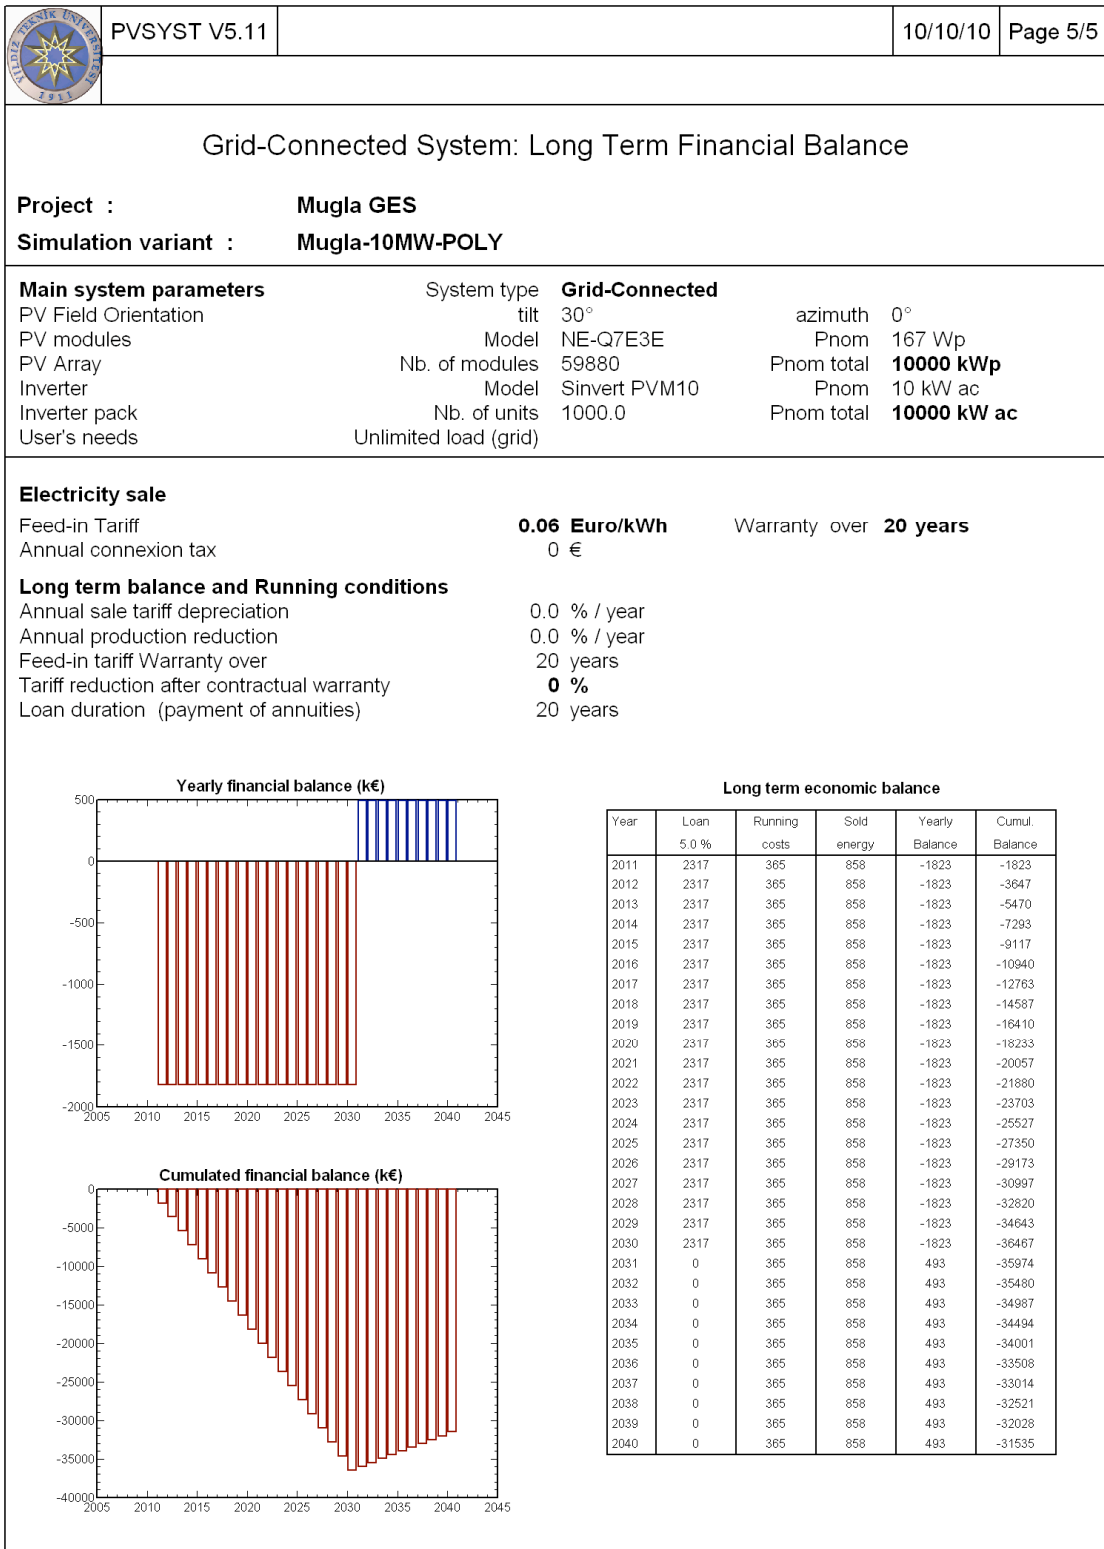 YILDIZ TEKNİK ÜNİVERSİTESİ
1911
PVSYST V5.11
10/10/10
Page 5/5
Grid-Connected System: Long Term Financial Balance
Project : Mugla GES
Simulation variant : Mugla-10MW-POLY
Main system parameters System type Grid-Connected
PV Field Orientation tilt 30° azimuth 0°
PV modules Model NE-Q7E3E Pnom 167 Wp
PV Array Nb. of modules 59880 Pnom total 10000 kWp
Inverter Model Sinvert PVM10 Pnom 10 kW ac
Inverter pack Nb. of units 1000.0 Pnom total 10000 kW ac
User's needs Unlimited load (grid)
Electricity sale
Feed-in Tariff 0.06 Euro/kWh Warranty over 20 years
Annual connexion tax 0 €
Long term balance and Running conditions
Annual sale tariff depreciation 0.0 % / year
Annual production reduction 0.0 % / year
Feed-in tariff Warranty over 20 years
Tariff reduction after contractual warranty 0 %
Loan duration (payment of annuities) 20 years
Yearly financial balance (k€)
500
0
-500
-1000
-1500
-2000
2005 2010 2015 2020 2025 2030 2035 2040 2045
Cumulated financial balance (k€)
0
-5000
-10000
-15000
-20000
-25000
-30000
-35000
-40000
2005 2010 2015 2020 2025 2030 2035 2040 2045
Long term economic balance
Year Loan Running Sold Yearly Cumul.
5.0 % costs energy Balance Balance
2011 2317 365 858 -1823 -1823
2012 2317 365 858 -1823 -3647
2013 2317 365 858 -1823 -5470
2014 2317 365 858 -1823 -7293
2015 2317 365 858 -1823 -9117
2016 2317 365 858 -1823 -10940
2017 2317 365 858 -1823 -12763
2018 2317 365 858 -1823 -14587
2019 2317 365 858 -1823 -16410
2020 2317 365 858 -1823 -18233
2021 2317 365 858 -1823 -20057
2022 2317 365 858 -1823 -21880
2023 2317 365 858 -1823 -23703
2024 2317 365 858 -1823 -25527
2025 2317 365 858 -1823 -27350
2026 2317 365 858 -1823 -29173
2027 2317 365 858 -1823 -30997
2028 2317 365 858 -1823 -32820
2029 2317 365 858 -1823 -34643
2030 2317 365 858 -1823 -36467
2031 0 365 858 493 -35974
2032 0 365 858 493 -35480
2033 0 365 858 493 -34987
2034 0 365 858 493 -34494
2035 0 365 858 493 -34001
2036 0 365 858 493 -33508
2037 0 365 858 493 -33014
2038 0 365 858 493 -32521
2039 0 365 858 493 -32028
2040 0 365 858 493 -31535